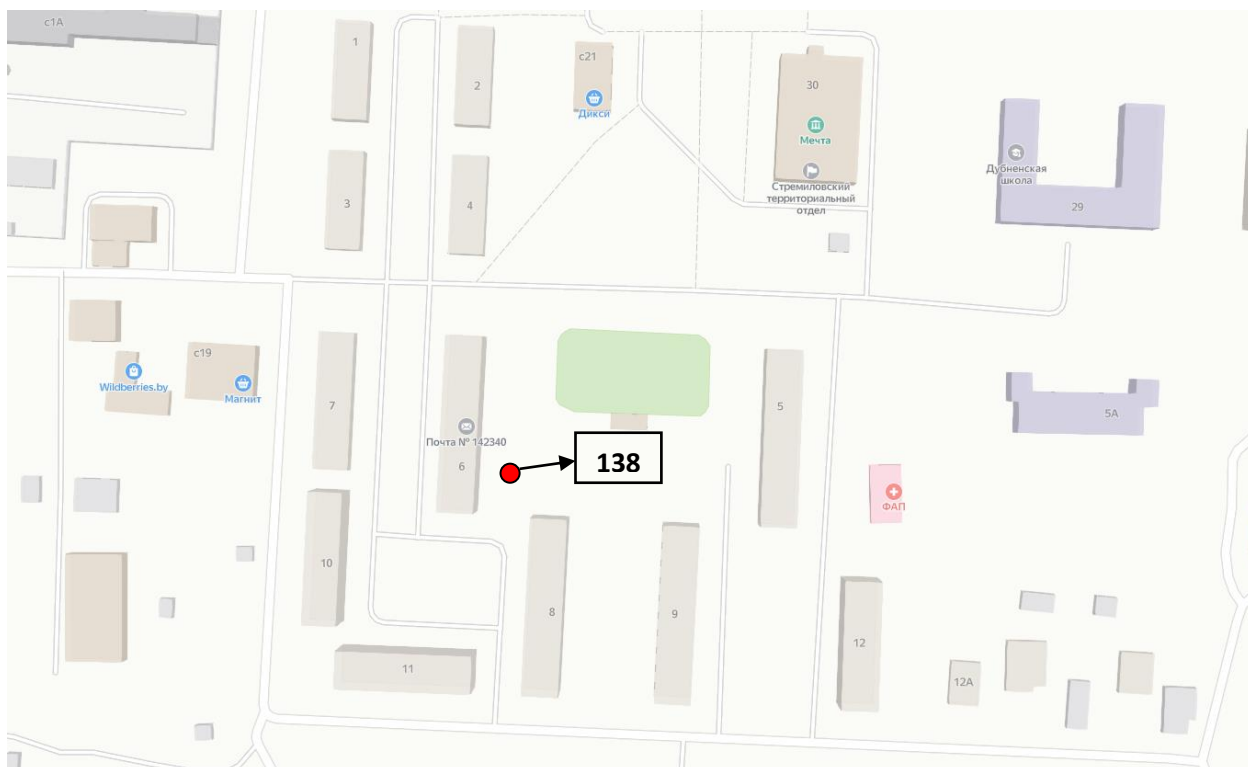 с1А
1
2
с21
Дикси
30
Мечта
Стремиловский
территориальный
отдел
Дубненская
школа
29
3
4
с19
Wildberries.by
Магнит
7
Почта № 142340
6
138
5
5А
ФАП
10
8
9
11
12
12А